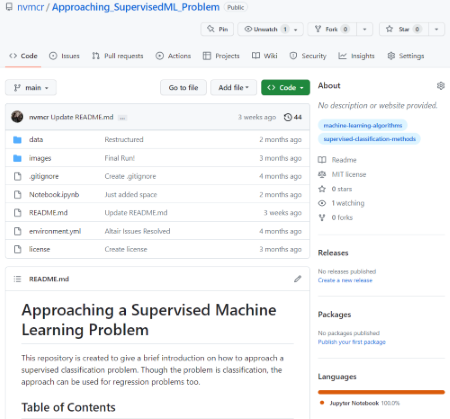 nvmcr / Approaching_SupervisedML_Problem Public
Pin Unwatch 1 Fork 0 Star 0
Code Issues Pull requests Actions Projects Wiki Security Insights Settings
main Go to file Add file Code
nvmcr Update README.md ... 3 weeks ago 44
data Restructured 2 months ago
images Final Run! 3 months ago
.gitignore Create .gitignore 4 months ago
Notebook.ipynb Just added space 2 months ago
README.md Update README.md 3 weeks ago
environment.yml Altair Issues Resolved 4 months ago
license Create license 3 months ago
README.md
Approaching a Supervised Machine
Learning Problem
This repository is created to give a brief introduction on how to approach a
supervised classification problem. Though the problem is classification, the
approach can be used for regression problems too.
Table of Contents
About
No description or website provided.
machine-learning-algorithms
supervised-classification-methods
Readme
MIT license
0 stars
1 watching
0 forks
Releases
No releases published
Create a new release
Packages
No packages published
Publish your first package
Languages
Jupyter Notebook 100.0%